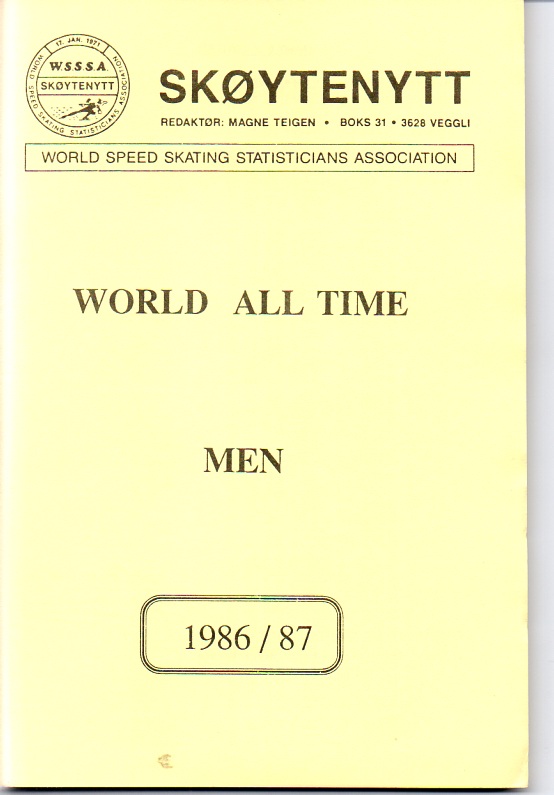 17. JAN. 1971
W.S.S.S.A.
SKØYTENYTT
WORLD SPEED SKATING STATISTICIANS ASSOCIATION
SKØYTENYTT
REDAKTØR: MAGNE TEIGEN • BOKS 31 • 3628 VEGGLI
WORLD SPEED SKATING STATISTICIANS ASSOCIATION
WORLD ALL TIME
MEN
1986 / 87